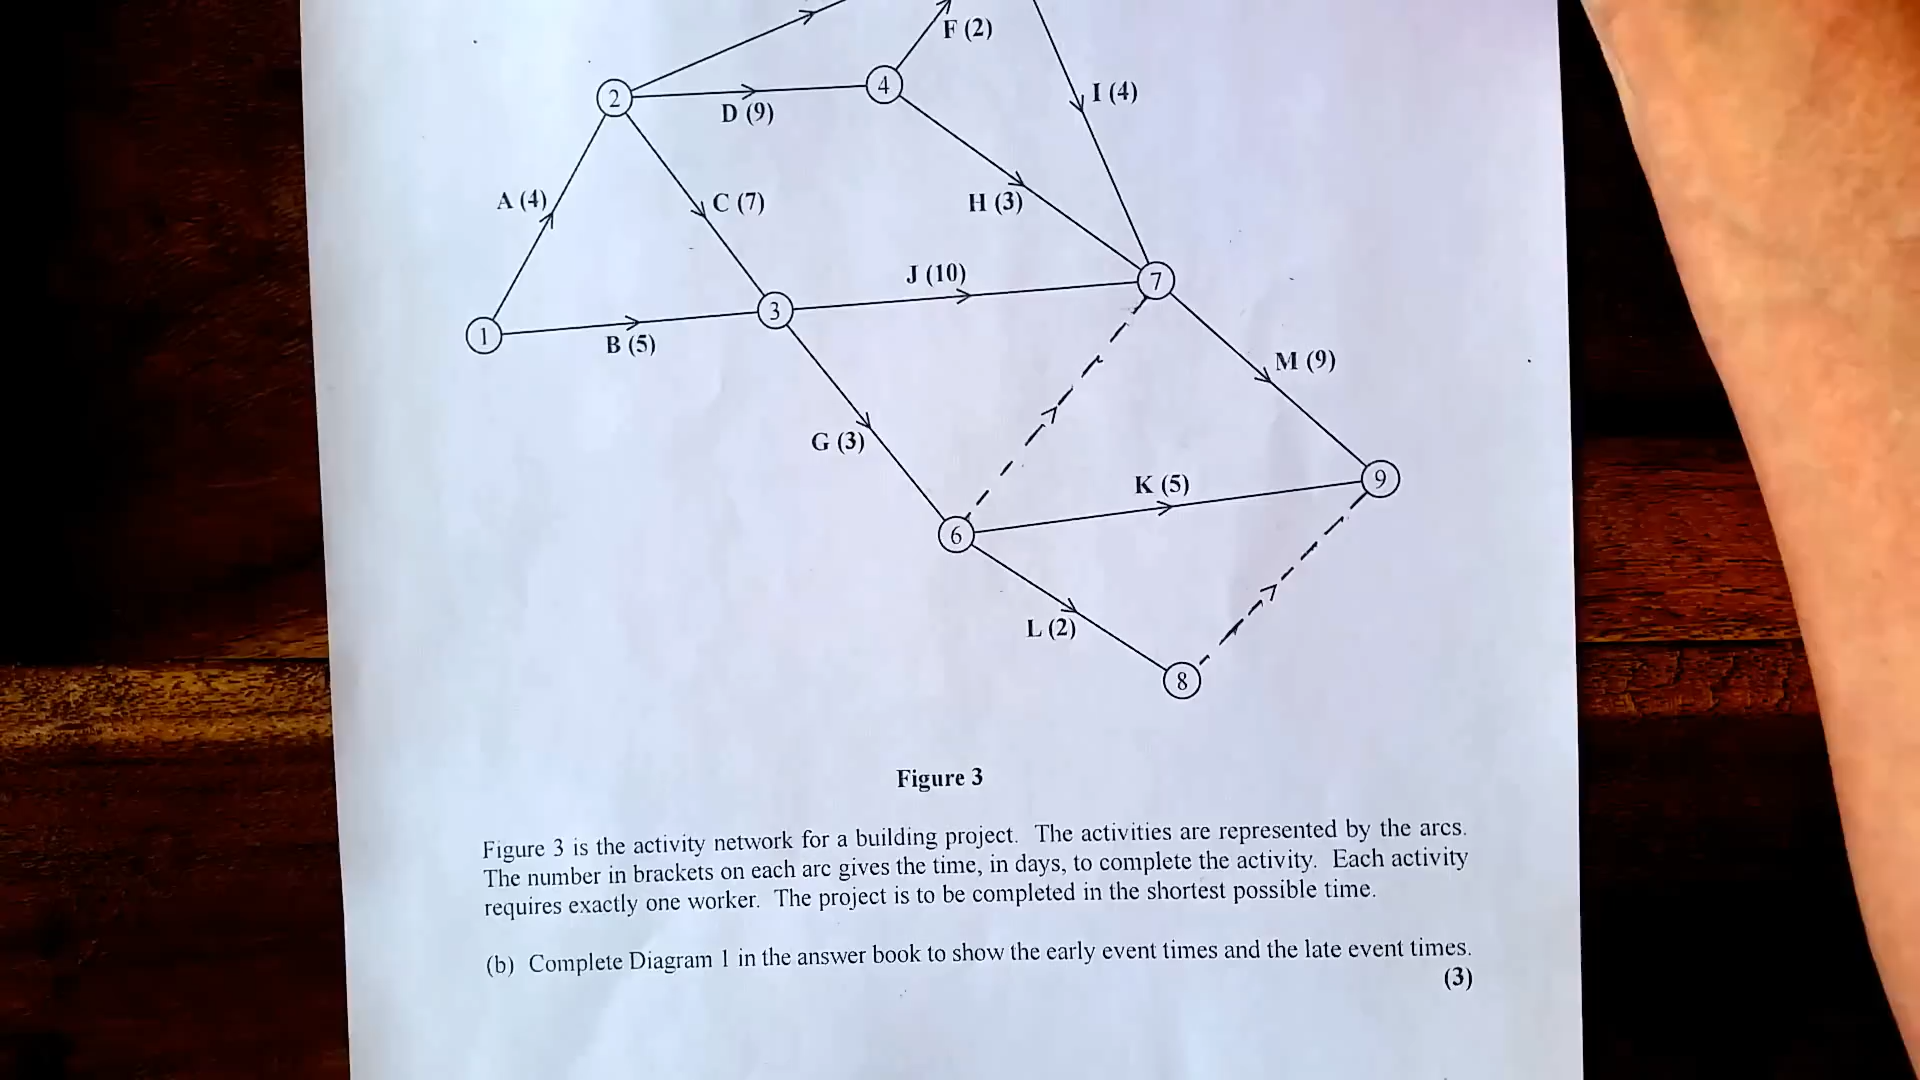 F (2)
I (4)
2
4
D (9)
A (4)
C (7)
H (3)
J (10)
7
3
1
B (5)
M (9)
G (3)
K (5)
9
6
L (2)
8
Figure 3
Figure 3 is the activity network for a building project. The activities are represented by the arcs.
The number in brackets on each arc gives the time, in days, to complete the activity. Each activity
requires exactly one worker. The project is to be completed in the shortest possible time.
(b) Complete Diagram 1 in the answer book to show the early event times and the late event times.
(3)